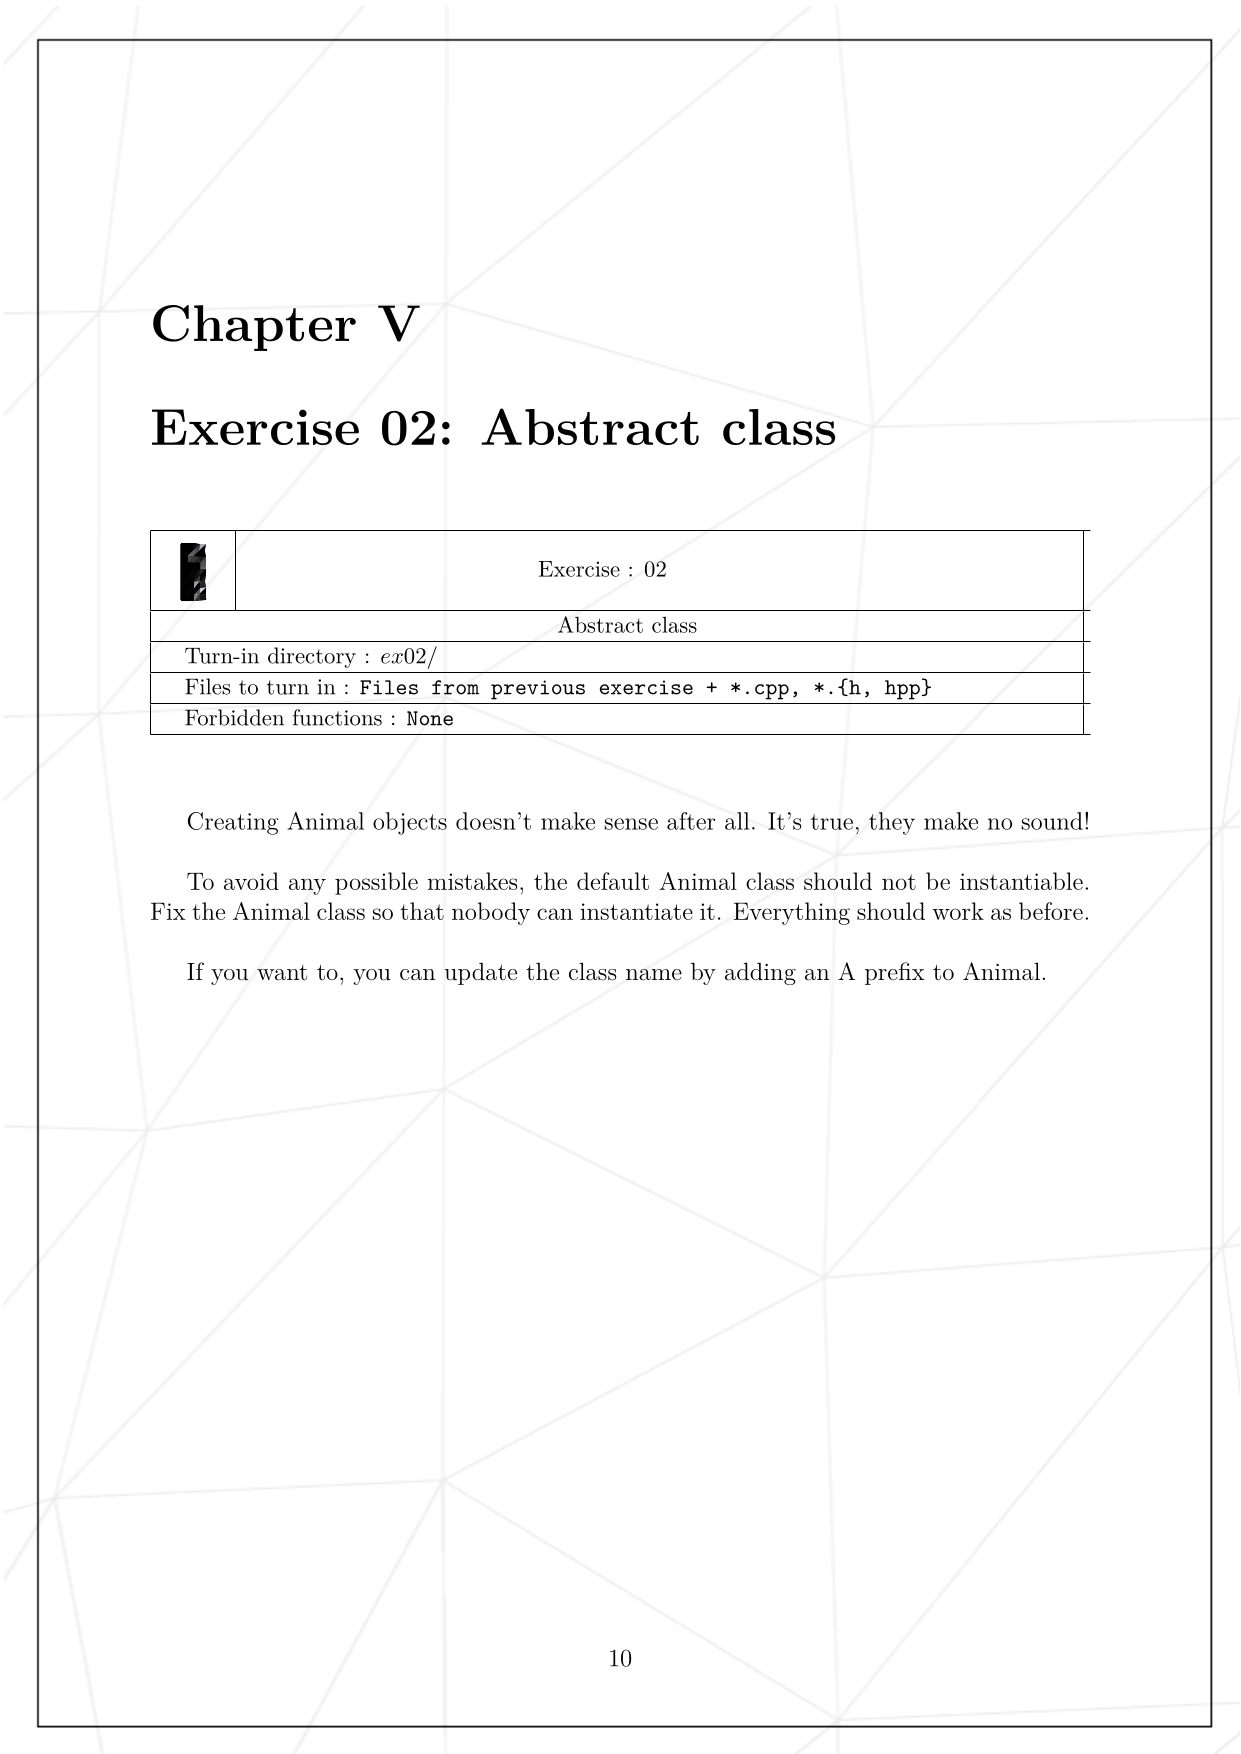 Chapter V
Exercise 02: Abstract class
Exercise : 02
Abstract class
Turn-in directory : ex02/
Files to turn in : Files from previous exercise + *.cpp, *.{h, hpp}
Forbidden functions : None
Creating Animal objects doesn't make sense after all. It's true, they make no sound!
To avoid any possible mistakes, the default Animal class should not be instantiable.
Fix the Animal class so that nobody can instantiate it. Everything should work as before.
If you want to, you can update the class name by adding an A prefix to Animal.
10